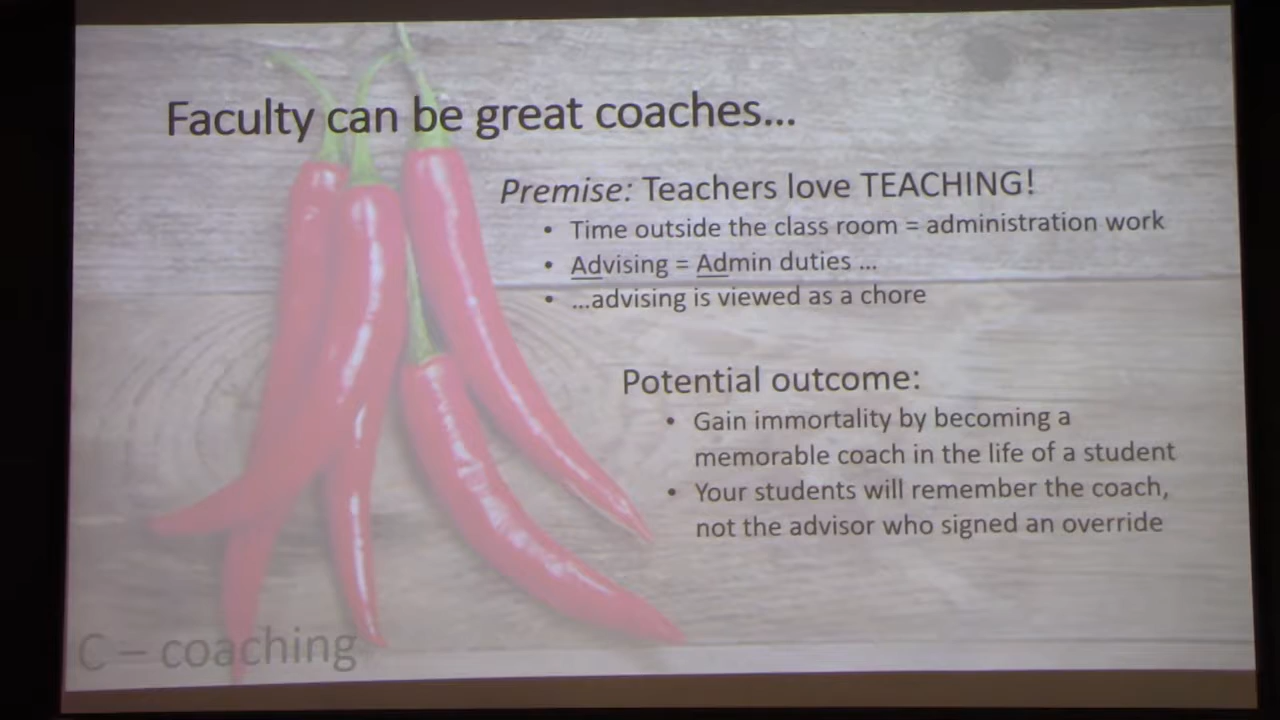 Faculty can be great coaches...
Premise: Teachers love TEACHING!
• Time outside the class room = administration work
• Advising = Admin duties ...
• ...advising is viewed as a chore
Potential outcome:
• Gain immortality by becoming a
memorable coach in the life of a student
• Your students will remember the coach,
not the advisor who signed an override
C – coaching